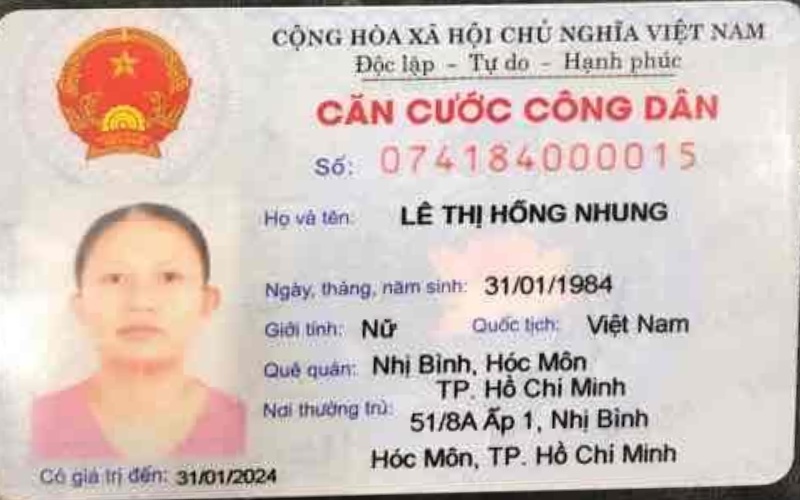 CỘNG HÒA XÃ HỘI CHỦ NGHĨA VIỆT NAM
Độc lập - Tự do - Hạnh phúc
CĂN CƯỚC CÔNG DÂN
Số: 074184000015
Họ và tên: LÊ THỊ HỒNG NHUNG
Ngày, tháng, năm sinh: 31/01/1984
Giới tính: Nữ Quốc tịch: Việt Nam
Quê quán: Nhị Bình, Hóc Môn
TP. Hồ Chí Minh
Nơi thường trú: 51/8A Ấp 1, Nhị Bình
Hóc Môn, TP. Hồ Chí Minh
Có giá trị đến: 31/01/2024